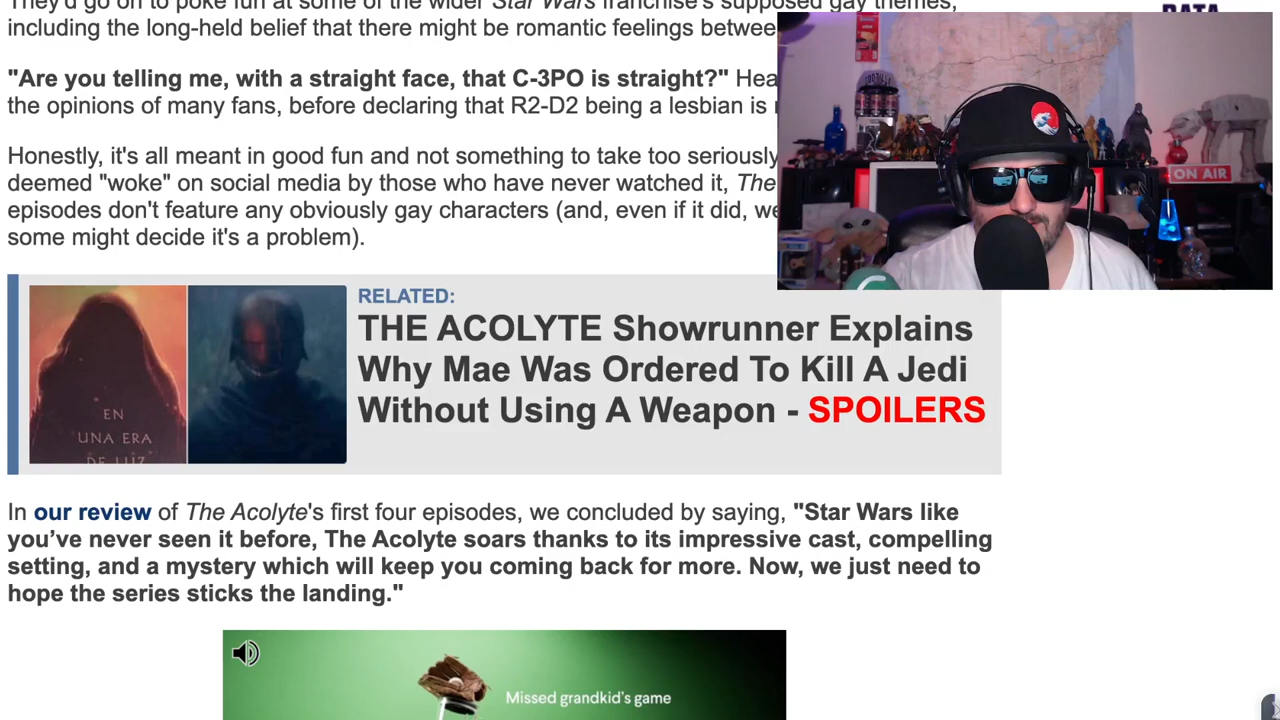 They'd go on to poke fun at some of the wider Star Wars franchise's supposed gay themes,
including the long-held belief that there might be romantic feelings
"Are you telling me, with a straight face, that C-3PO is straight?"
the opinions of many fans, before declaring that R2-D2 being a lesbian is
Honestly, it's all meant in good fun and not something to take too seriously
deemed "woke" on social media by those who have never watched it, The
episodes don't feature any obviously gay characters (and, even if it did,
some might decide it's a problem).
ON AIR
EN
UNA ERA
DE LUZ
RELATED:
THE ACOLYTE Showrunner Explains
Why Mae Was Ordered To Kill A Jedi
Without Using A Weapon - SPOILERS
In our review of The Acolyte's first four episodes, we concluded by saying, "Star Wars like
you’ve never seen it before, The Acolyte soars thanks to its impressive cast, compelling
setting, and a mystery which will keep you coming back for more. Now, we just need to
hope the series sticks the landing."
Missed grandkid's game